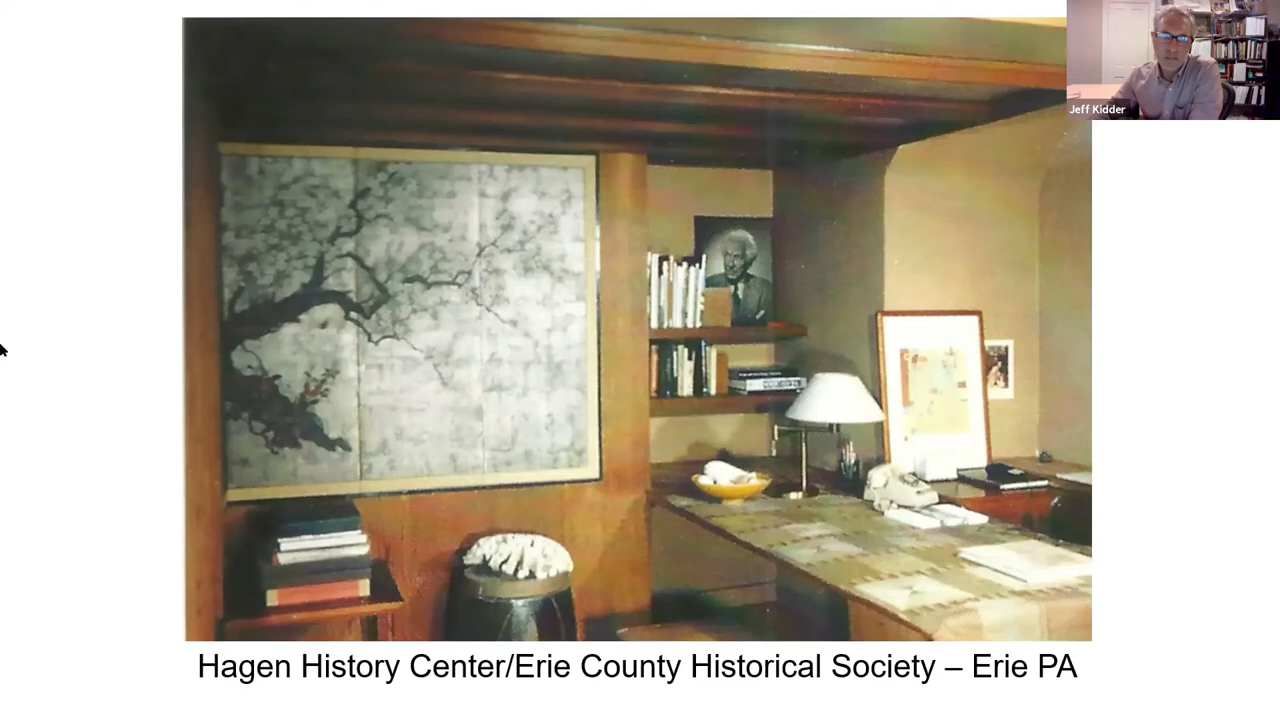 Jeff Kidder
Hagen History Center/Erie County Historical Society – Erie PA